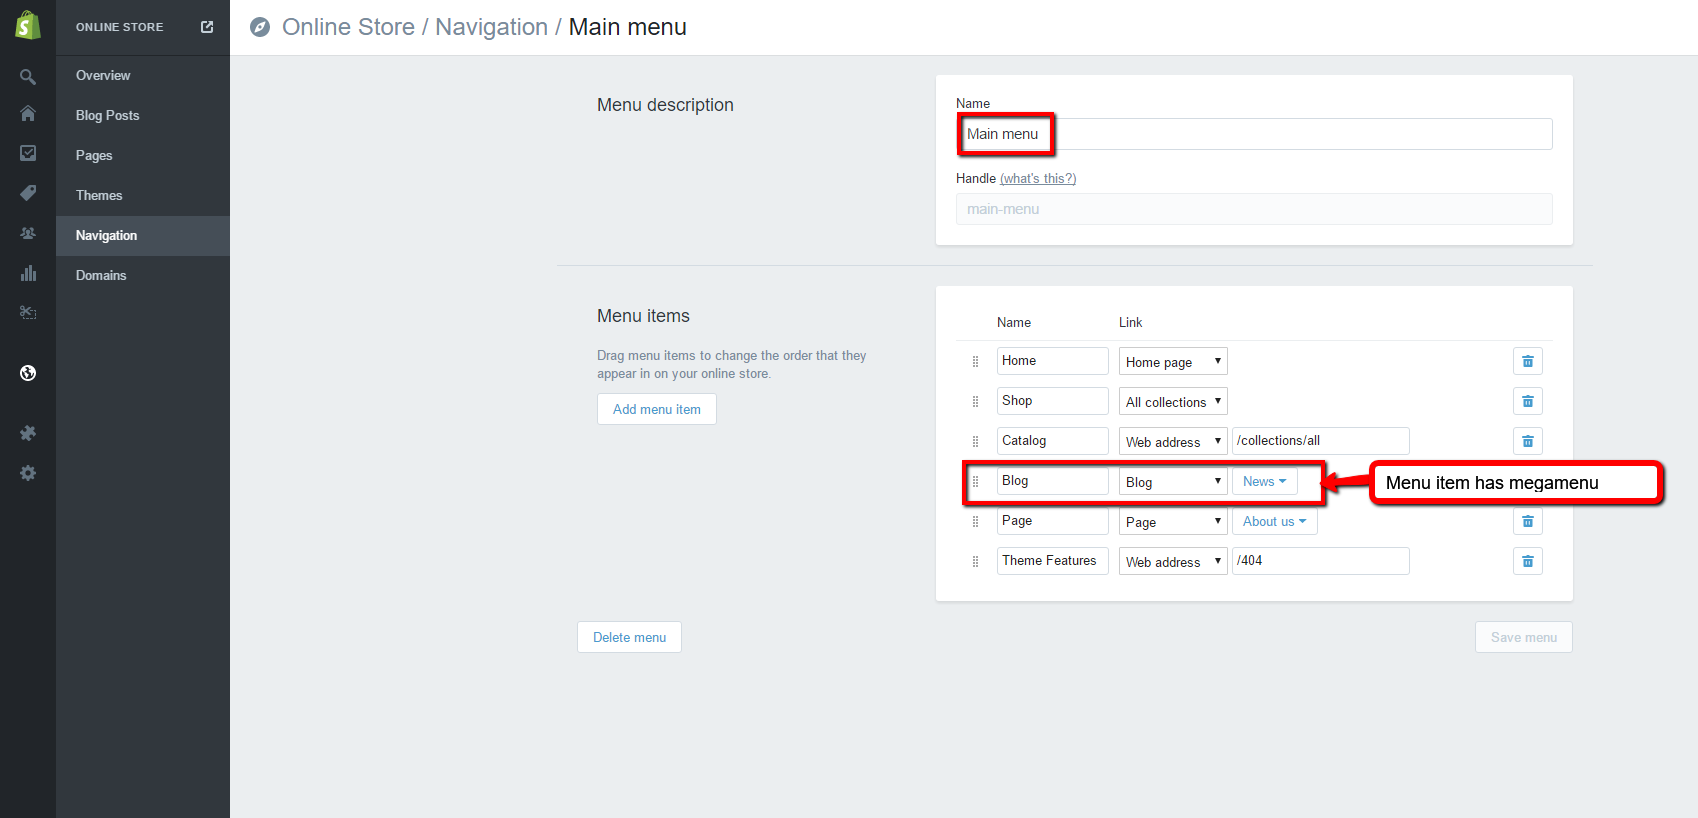 ONLINE STORE
Online Store / Navigation / Main menu
Overview
Blog Posts
Pages
Themes
Navigation
Domains
Menu description
Name
Main menu
Handle (what's this?)
main-menu
Menu items
Drag menu items to change the order that they
appear in on your online store.
Add menu item
Name Link
Home Home page
Shop All collections
Catalog Web address /collections/all
Blog Blog News
Menu item has megamenu
Page Page About us
Theme Features Web address /404
Delete menu
Save menu